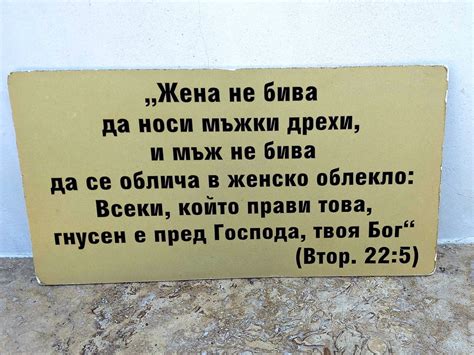 „Жена не бива
да носи мъжки дрехи,
и мъж не бива
да се облича в женско облекло:
Всеки, който прави това,
гнусен е пред Господа, твоя Бог“
(Втор. 22:5)